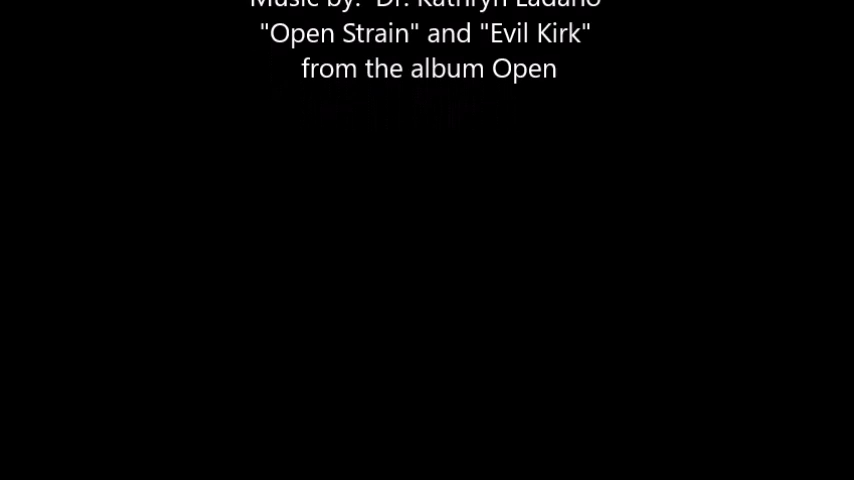 Music by: Dr. Kathryn Ladano
"Open Strain" and "Evil Kirk"
from the album Open